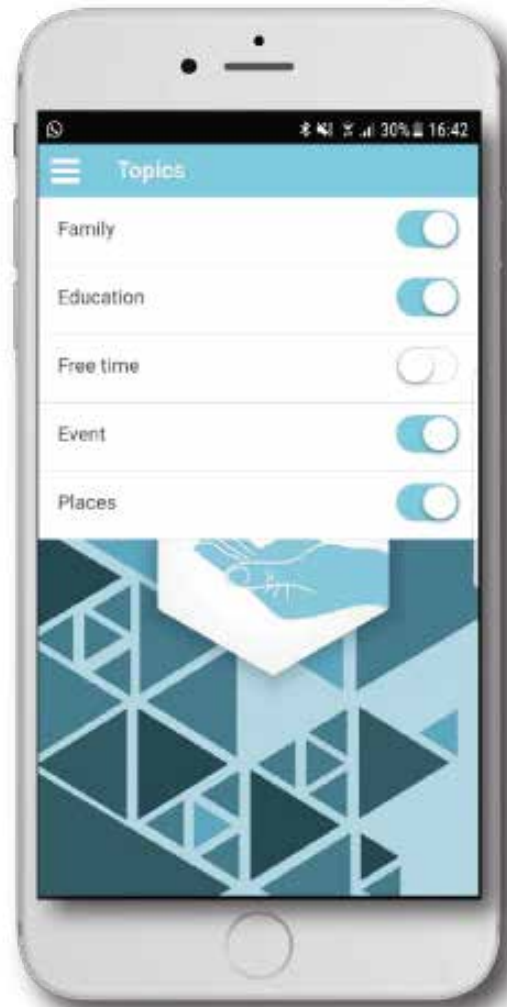 30% 16:42
Topics
Family
Education
Free time
Event
Places